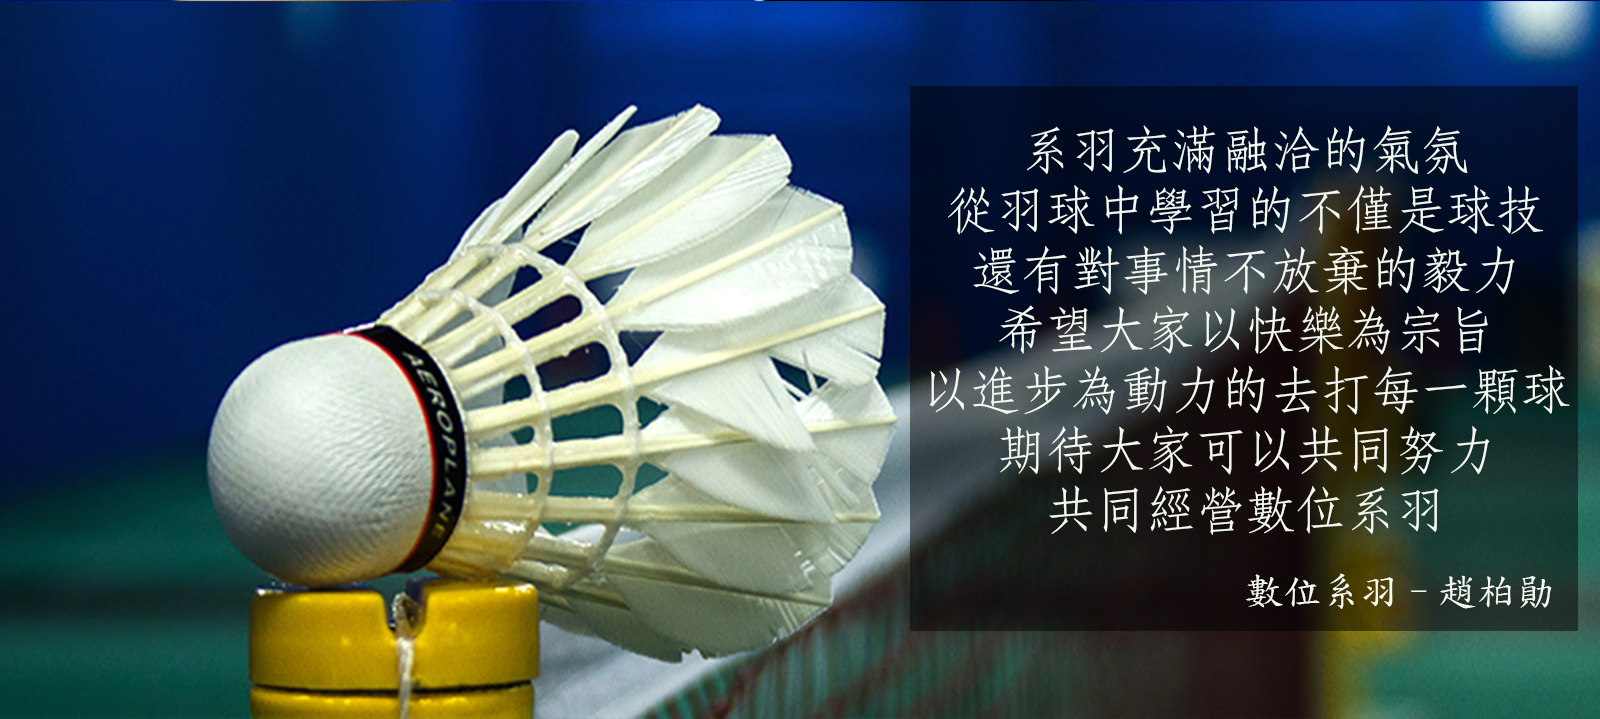 AEROPLANE
系羽充滿融洽的氣氛
從羽球中學習的不僅是球技
還有對事情不放棄的毅力
希望大家以快樂為宗旨
以進步為動力的去打每一顆球
期待大家可以共同努力
共同經營數位系羽
數位系羽 - 趙柏勛